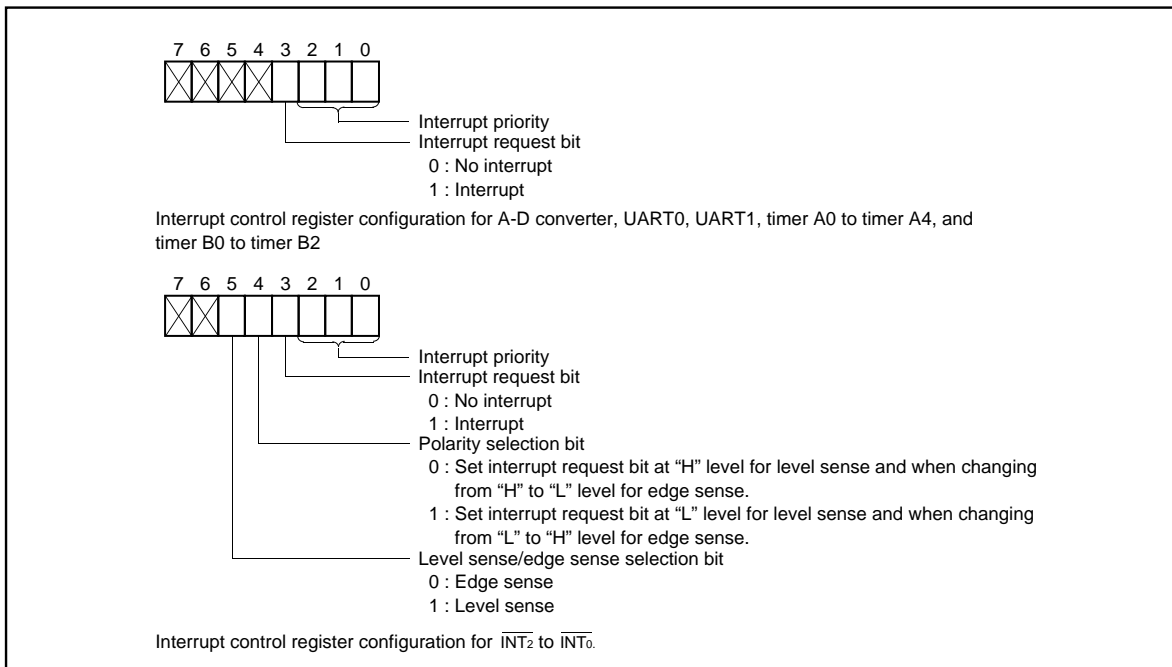 7 6 5 4 3 2 1 0
Interrupt priority
Interrupt request bit
0 : No interrupt
1 : Interrupt
Interrupt control register configuration for A-D converter, UART0, UART1, timer A0 to timer A4, and
timer B0 to timer B2
7 6 5 4 3 2 1 0
Interrupt priority
Interrupt request bit
0 : No interrupt
1 : Interrupt
Polarity selection bit
0 : Set interrupt request bit at “H” level for level sense and when changing
from “H” to “L” level for edge sense.
1 : Set interrupt request bit at “L” level for level sense and when changing
from “L” to “H” level for edge sense.
Level sense/edge sense selection bit
0 : Edge sense
1 : Level sense
Interrupt control register configuration for I̅N̅T̅₂ to I̅N̅T̅₀.